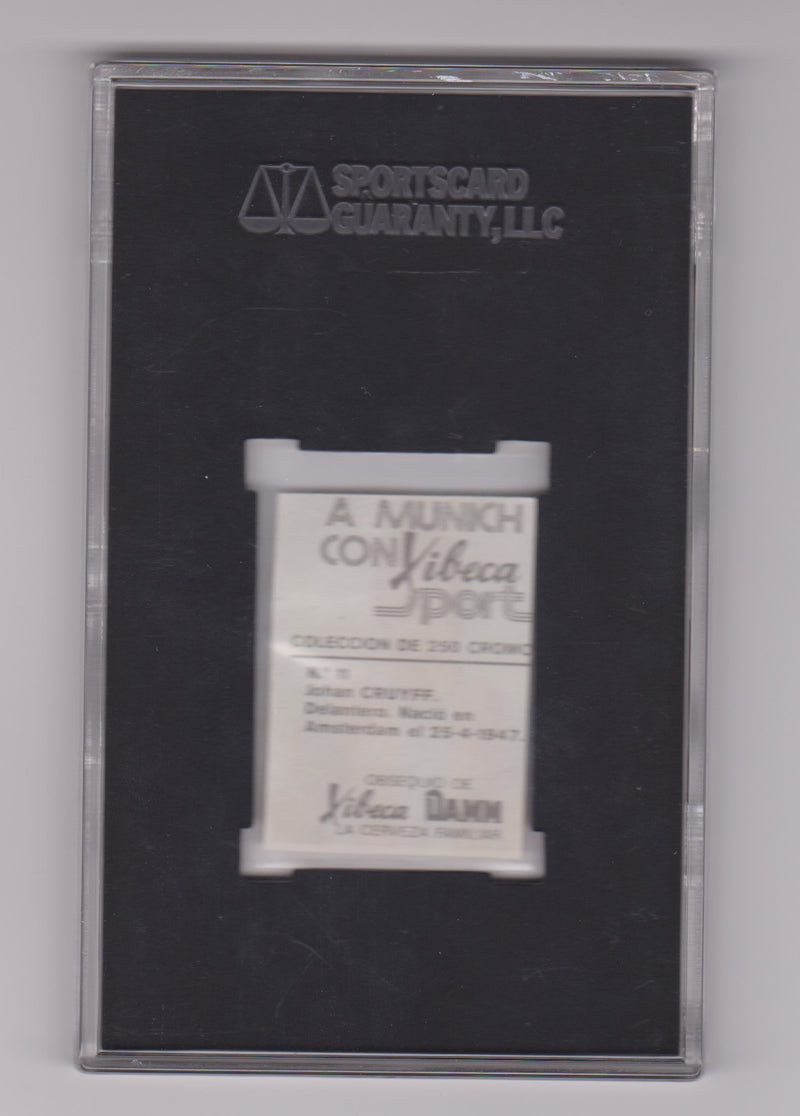 SPORTSCARD
GUARANTY, LLC
A MUNICH
CON Xibeca
Sport
COLECCION DE 250 CROMO
N.° 11
Johan CRUYFF.
Delantero. Nació en
Amsterdam el 25-4-1947.
OBSEQUIO DE
Xibeca DAMM
LA CERVEZA FAMILIAR